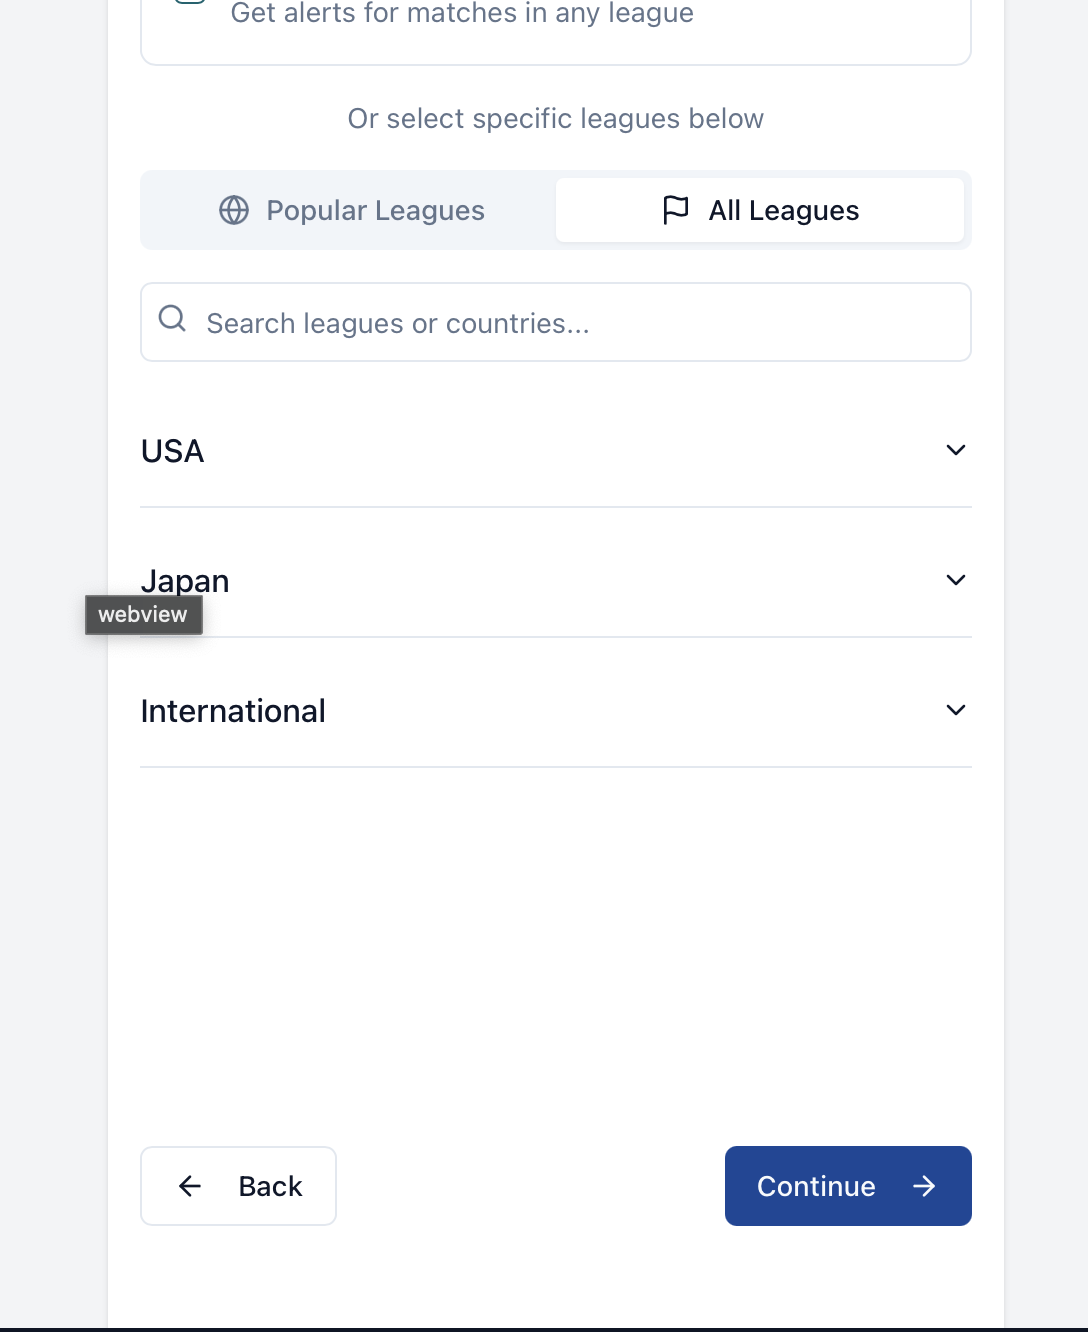 Get alerts for matches in any league
Or select specific leagues below
Popular Leagues
All Leagues
Search leagues or countries...
USA
Japan
webview
International
Back
Continue